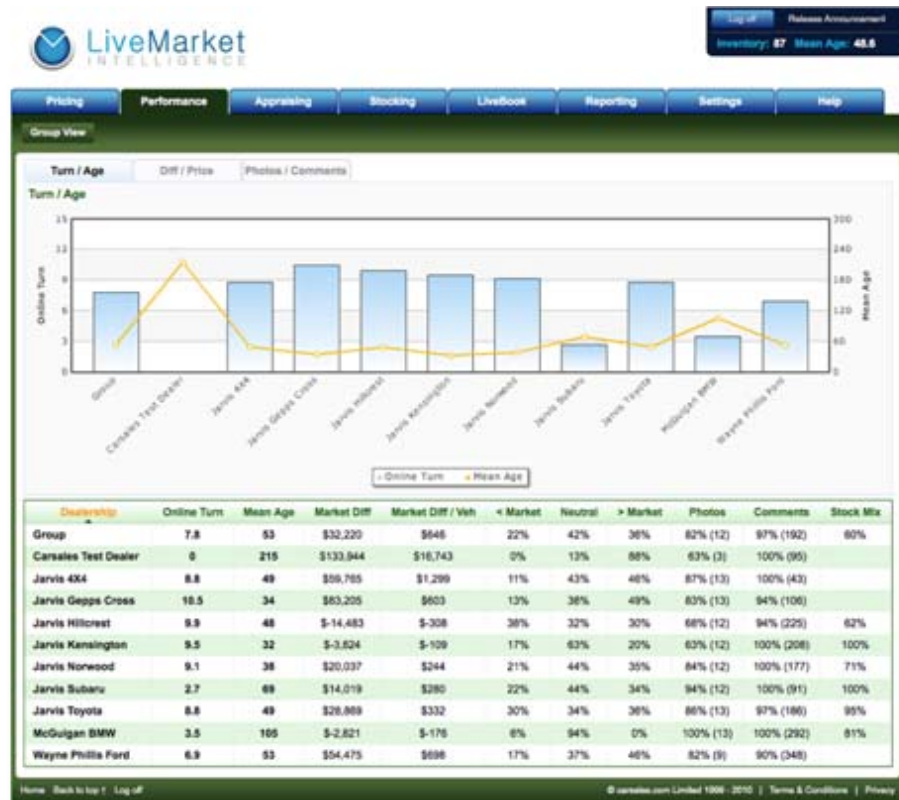 Log off Release Announcement
LiveMarket
INTELLIGENCE
Inventory: 87 Mean Age: 48.6
Pricing Performance Appraising Stocking LiveBook Reporting Settings Help
Group View
Turn / Age Diff / Price Photos / Comments
Turn / Age
15 300
12 240
9 180
6 120
3 60
0 0
Online Turn
Mean Age
Group Carsales Test Dealer Jarvis 4X4 Jarvis Gepps Cross Jarvis Hillcrest Jarvis Kensington Jarvis Norwood Jarvis Subaru Jarvis Toyota McGuigan BMW Wayne Phillis Ford
Online Turn Mean Age
Dealership Online Turn Mean Age Market Diff Market Diff / Veh < Market Neutral > Market Photos Comments Stock Mix
Group 7.8 53 $32,220 $646 22% 42% 36% 82% (12) 97% (192) 60%
Carsales Test Dealer 0 215 $133,944 $16,743 0% 13% 88% 63% (3) 100% (95)
Jarvis 4X4 8.8 49 $59,765 $1,299 11% 43% 46% 87% (13) 100% (43)
Jarvis Gepps Cross 10.5 34 $83,205 $603 13% 38% 49% 83% (13) 94% (106)
Jarvis Hillcrest 9.9 48 $-14,483 $-308 38% 32% 30% 68% (12) 94% (225) 62%
Jarvis Kensington 9.5 32 $-3,824 $-109 17% 63% 20% 63% (12) 100% (208) 100%
Jarvis Norwood 9.1 38 $20,037 $244 21% 44% 35% 84% (12) 100% (177) 71%
Jarvis Subaru 2.7 69 $14,019 $280 22% 44% 34% 94% (12) 100% (91) 100%
Jarvis Toyota 8.8 49 $28,869 $332 30% 34% 36% 86% (13) 97% (186) 95%
McGuigan BMW 3.5 105 $-2,821 $-176 6% 94% 0% 100% (13) 100% (292) 81%
Wayne Phillis Ford 6.9 53 $54,475 $698 17% 37% 46% 82% (9) 90% (348)
Home Back to top ↑ Log off © carsales.com Limited 1999 - 2010 | Terms & Conditions | Privacy